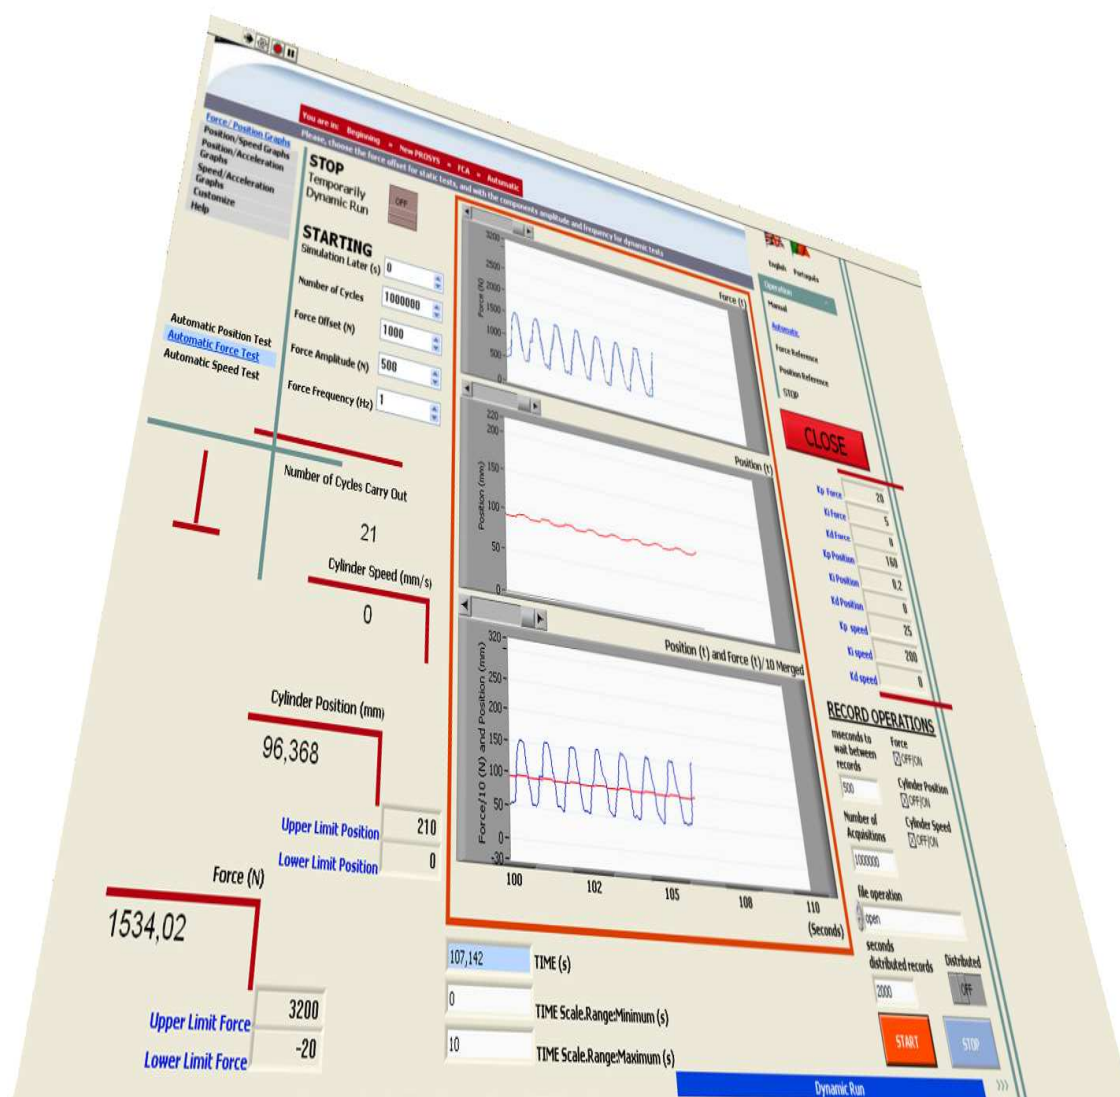 You are in: Beginning » New PROSYS » FCA » Automatic
Please, choose the force offset for static tests, and with the components amplitude and frequency for dynamic tests
Force/Position Graphs
Position/Speed Graphs
Position/Acceleration
Graphs
Speed/Acceleration
Graphs
Customize
Help
STOP
Temporarily
Dynamic Run
OFF
STARTING
Simulation Later (s)
0
Number of Cycles
1000000
Force Offset (N)
1000
Force Amplitude (N)
500
Force Frequency (Hz)
1
Automatic Position Test
Automatic Force Test
Automatic Speed Test
Number of Cycles Carry Out
21
Cylinder Speed (mm/s)
0
Cylinder Position (mm)
96,368
Upper Limit Position
210
Lower Limit Position
0
Force (N)
1534,02
Upper Limit Force
3200
Lower Limit Force
-20
Force (t)
Force (N)
3200
2500
2000
1500
1000
500
0
Position (t)
Position (mm)
220
200
150
100
50
0
Position (t) and Force (t)/10 Merged
Force/10 (N) and Position (mm)
320
250
200
150
100
50
0
-30
100
102
105
108
110
(Seconds)
107,142
TIME (s)
0
TIME Scale.Range:Minimum (s)
10
TIME Scale.Range:Maximum (s)
English
Português
Operation
Manual
Automatic
Force Reference
Position Reference
STOP
CLOSE
Kp Force
20
Ki Force
5
Kd Force
0
Kp Position
160
Ki Position
0,2
Kd Position
0
Kp speed
25
Ki speed
200
Kd speed
0
RECORD OPERATIONS
mseconds to
wait between
records
500
Force
OFF/ON
Cylinder Position
OFF/ON
Cylinder Speed
OFF/ON
Number of
Acquisitions
1000000
file operation
open
seconds
distributed records
2000
Distributed
OFF
START
STOP
Dynamic Run
>>>